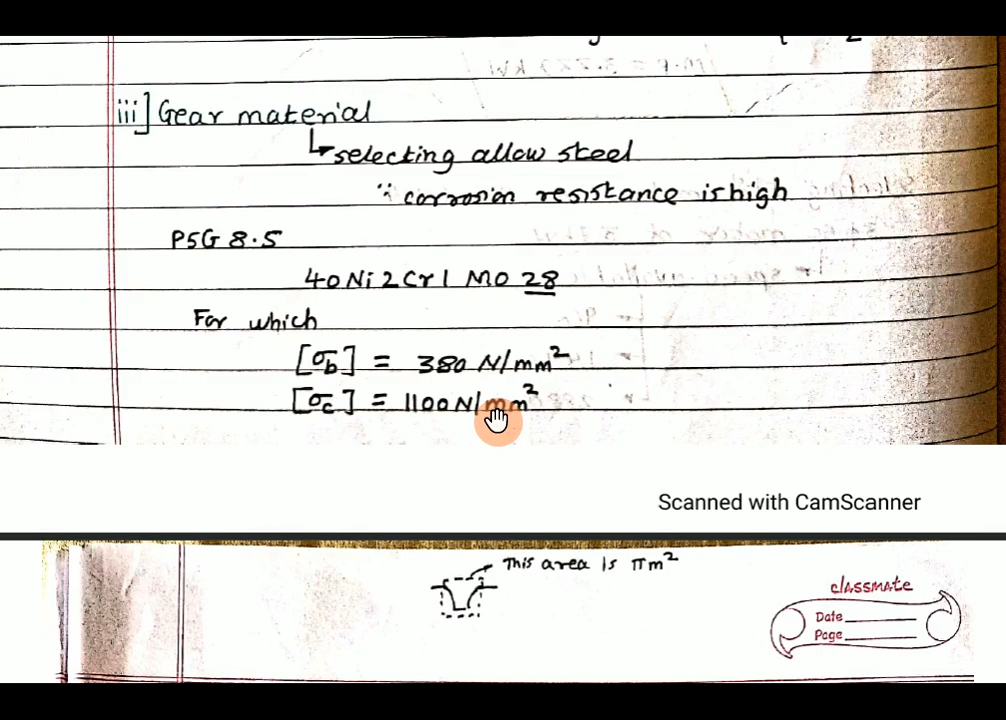 iii] Gear material
↳ selecting allow steel
∵ corrosion resistance is high
PSG 8.5
40 Ni 2 Cr 1 MO 28
For which
[σb] = 380 N/mm²
[σc] = 1100 N/mm²
Scanned with CamScanner
This area is πm²
classmate
Date
Page